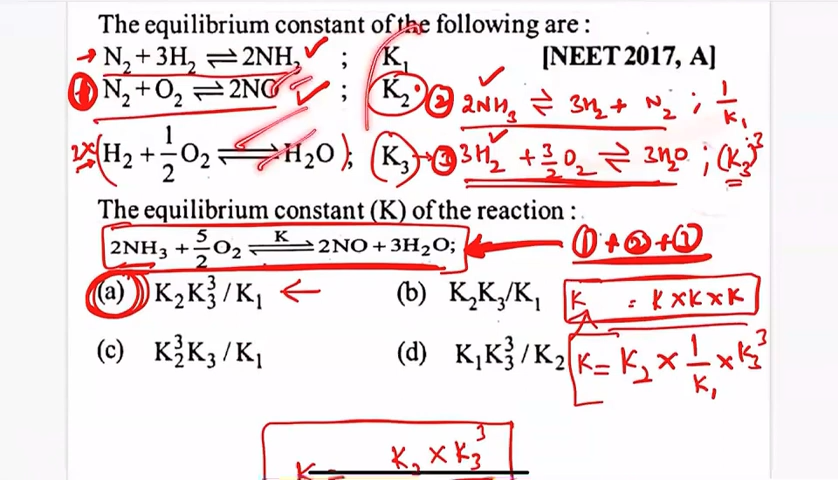 The equilibrium constant of the following are :
→ N₂ + 3H₂ ⇌ 2NH₃ ✓ ; K₁ [NEET 2017, A]
① N₂ + O₂ ⇌ 2NO ✓ ; K₂ ② 2NH₃ ⇌ 3H₂ + N₂ ; 1/K₁
(H₂ + 1/2 O₂ ⇌ H₂O) ; K₃ → ③ 3H₂ + 3/2 O₂ ⇌ 3H₂O ; (K₃)³
The equilibrium constant (K) of the reaction :
2NH₃ + 5/2 O₂ ⇌ᴷ 2NO + 3H₂O; ← ① + ② + ③
(a) K₂K₃³ / K₁ ← (b) K₂K₃/K₁ K = K × K × K
(c) K₂³K₃ / K₁ (d) K₁K₃³ / K₂ K = K₂ × 1/K₁ × K₃³
K = K₂ × K₃³